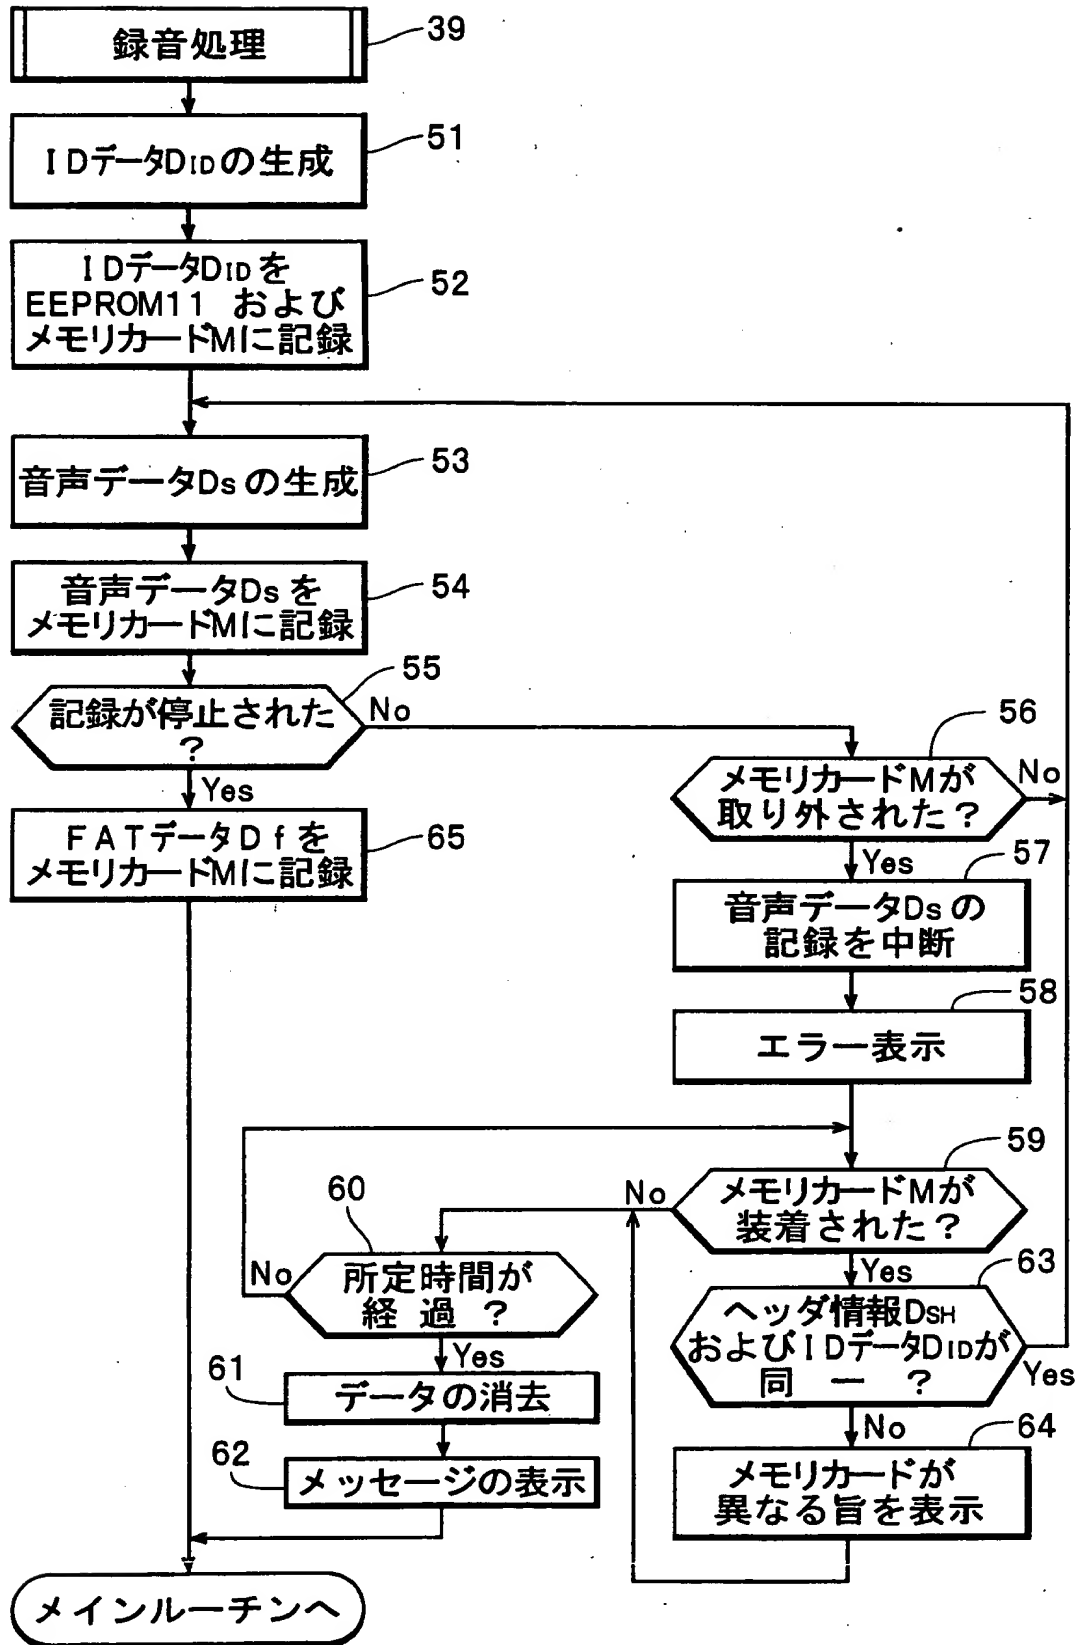 録音処理
39
IDデータDIDの生成
51
IDデータDIDを
EEPROM11 および
メモリカードMに記録
52
音声データDsの生成
53
音声データDsを
メモリカードMに記録
54
記録が停止された
?
55
No
Yes
FATデータDfを
メモリカードMに記録
65
メモリカードMが
取り外された?
56
No
Yes
音声データDsの
記録を中断
57
エラー表示
58
メモリカードMが
装着された?
59
No
Yes
所定時間が
経過?
60
No
Yes
データの消去
61
メッセージの表示
62
ヘッダ情報DSH
およびIDデータDIDが
同一?
63
Yes
No
メモリカードが
異なる旨を表示
64
メインルーチンへ